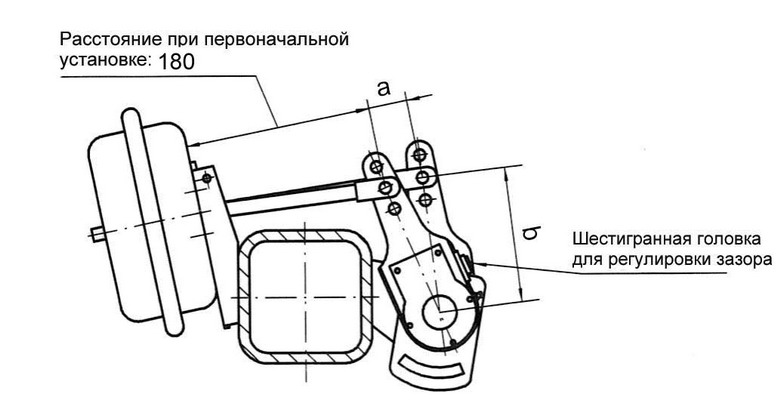 Расстояние при первоначальной
установке: 180
a
b
Шестигранная головка
для регулировки зазора